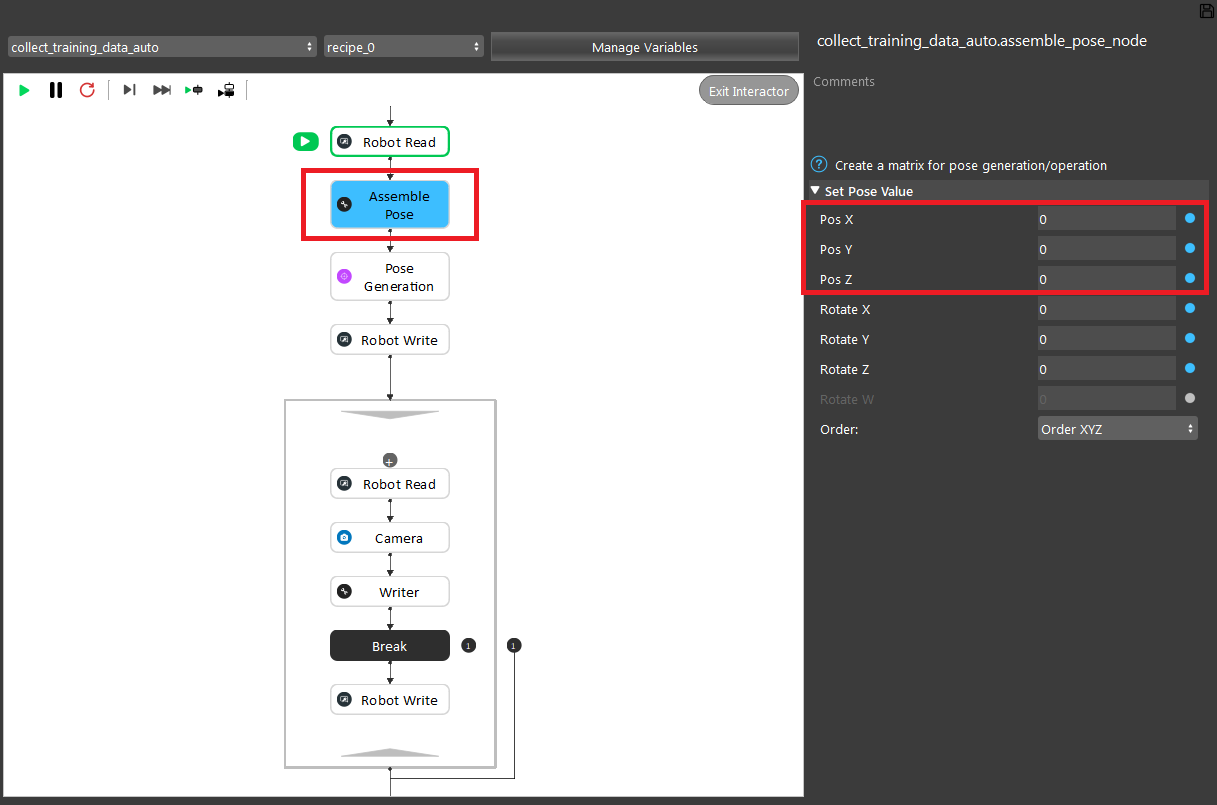 collect_training_data_auto
recipe_0
Manage Variables
Exit Interactor
Robot Read
Assemble
Pose
Pose
Generation
Robot Write
Robot Read
Camera
Writer
Break
1
1
Robot Write
collect_training_data_auto.assemble_pose_node
Comments
? Create a matrix for pose generation/operation
Set Pose Value
Pos X 0
Pos Y 0
Pos Z 0
Rotate X 0
Rotate Y 0
Rotate Z 0
Rotate W 0
Order: Order XYZ